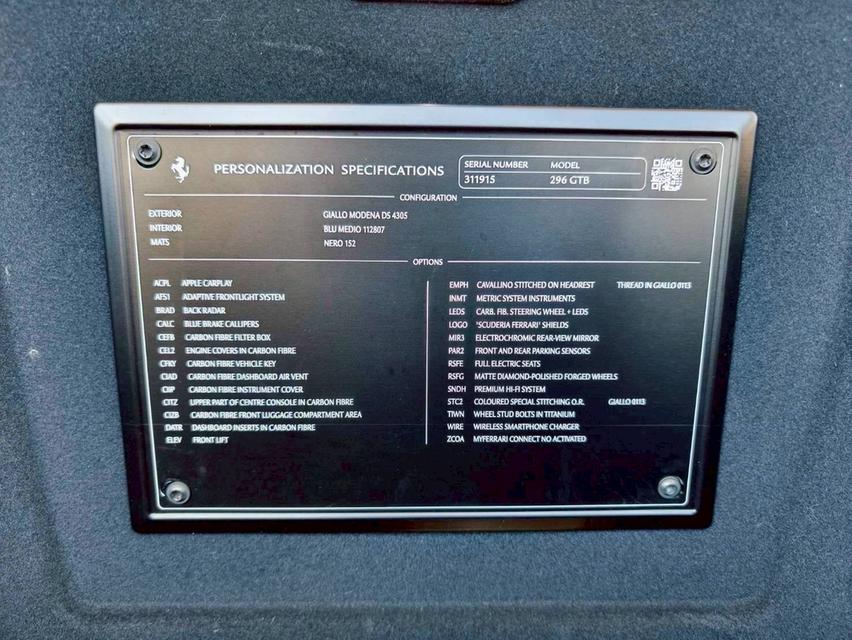 PERSONALIZATION SPECIFICATIONS
SERIAL NUMBER MODEL
311915 296 GTB
CONFIGURATION
EXTERIOR GIALLO MODENA DS 4305
INTERIOR BLU MEDIO 112807
MATS NERO 152
OPTIONS
ACPL APPLE CARPLAY
AFS1 ADAPTIVE FRONTLIGHT SYSTEM
BRAD BACK RADAR
CALC BLUE BRAKE CALLIPERS
CEFB CARBON FIBRE FILTER BOX
CEL2 ENGINE COVERS IN CARBON FIBRE
CFKY CARBON FIBRE VEHICLE KEY
CIAD CARBON FIBRE DASHBOARD AIR VENT
CIIP CARBON FIBRE INSTRUMENT COVER
CITZ UPPER PART OF CENTRE CONSOLE IN CARBON FIBRE
CIZB CARBON FIBRE FRONT LUGGAGE COMPARTMENT AREA
DATR DASHBOARD INSERTS IN CARBON FIBRE
ELEV FRONT LIFT
EMPH CAVALLINO STITCHED ON HEADREST THREAD IN GIALLO 0113
INMT METRIC SYSTEM INSTRUMENTS
LEDS CARB. FIB. STEERING WHEEL + LEDS
LOGO 'SCUDERIA FERRARI' SHIELDS
MIR3 ELECTROCHROMIC REAR-VIEW MIRROR
PAR2 FRONT AND REAR PARKING SENSORS
RSFE FULL ELECTRIC SEATS
RSFG MATTE DIAMOND-POLISHED FORGED WHEELS
SNDH PREMIUM HI-FI SYSTEM
STC2 COLOURED SPECIAL STITCHING O.R. GIALLO 0113
TIWN WHEEL STUD BOLTS IN TITANIUM
WIRE WIRELESS SMARTPHONE CHARGER
ZCOA MYFERRARI CONNECT NO ACTIVATED